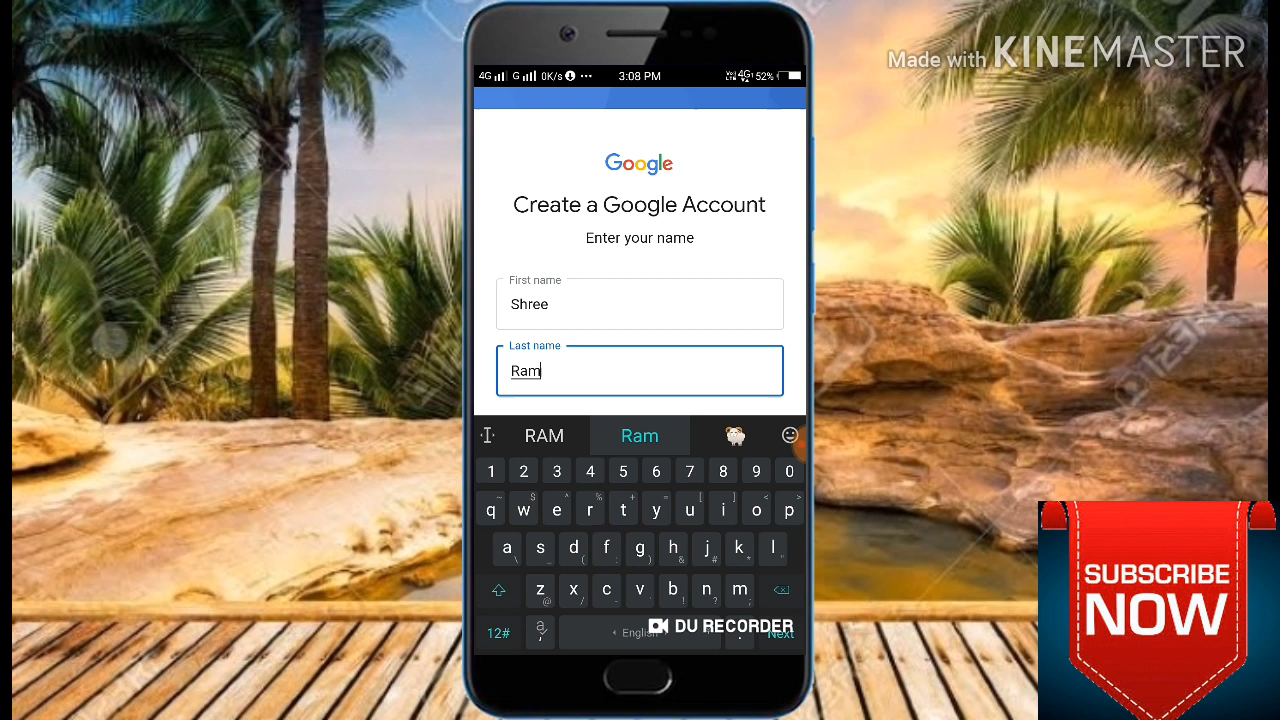 Made with KINEMASTER
4G G 0K/s ... 3:08 PM VoLTE 4G 52%
Google
Create a Google Account
Enter your name
First name
Shree
Last name
Ram
RAM Ram
1 2 3 4 5 6 7 8 9 0
~ $ ^ % + = [ ] < >
q w e r t y u i o p
a s d f g h j k l
\ ( : ) & # * "
z x c v b n m
@ / - ! ? ;
12# , English . Next
DU RECORDER
SUBSCRIBE
NOW